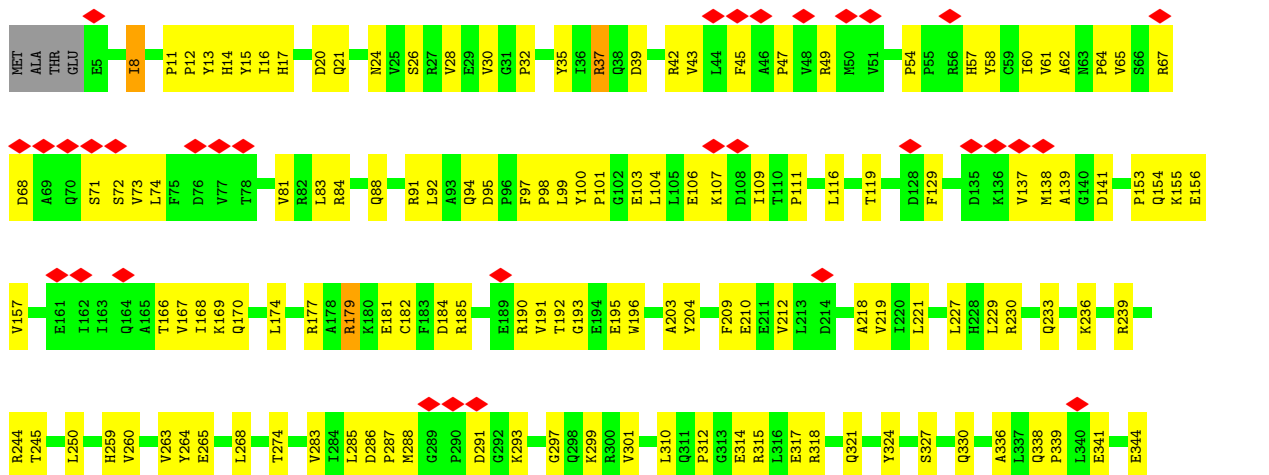 MET ALA THR GLU E5 I8 P11 P12 Y13 H14 Y15 I16 H17 D20 Q21 N24 V25 S26 R27 V28 E29 V30 G31 P32 Y35 I36 R37 Q38 D39 R42 V43 L44 F45 A46 P47 V48 R49 M50 V51 P54 P55 R56 H57 Y58 C59 I60 V61 A62 N63 P64 V65 S66 R67
D68 A69 Q70 S71 S72 V73 L74 F75 D76 V77 T78 V81 R82 L83 R84 Q88 R91 L92 A93 Q94 D95 P96 F97 P98 L99 Y100 P101 G102 E103 L104 L105 E106 K107 D108 I109 T110 P111 L116 T119 D128 F129 D135 K136 V137 M138 A139 G140 D141 P153 Q154 K155 E156
V157 E161 I162 I163 Q164 A165 T166 V167 I168 K169 Q170 L174 R177 A178 R179 K180 E181 C182 F183 D184 R185 E189 R190 V191 T192 G193 E194 E195 W196 A203 Y204 F209 E210 E211 V212 L213 D214 A218 V219 I220 L221 L227 H228 L229 R230 Q233 K236 R239
R244 T245 L250 H259 V260 V263 Y264 E265 L268 T274 V283 I284 L285 D286 P287 M288 G289 P290 D291 G292 K293 G297 Q298 K299 R300 V301 L310 Q311 P312 G313 E314 R315 L316 E317 R318 Q321 Y324 S327 Q330 A336 L337 Q338 P339 L340 E341 E344